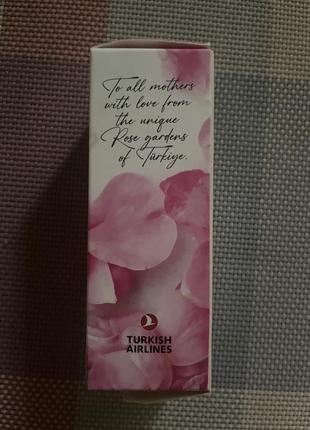 To all mothers
with love from
the unique
Rose gardens
of Türkiye.
TURKISH
AIRLINES